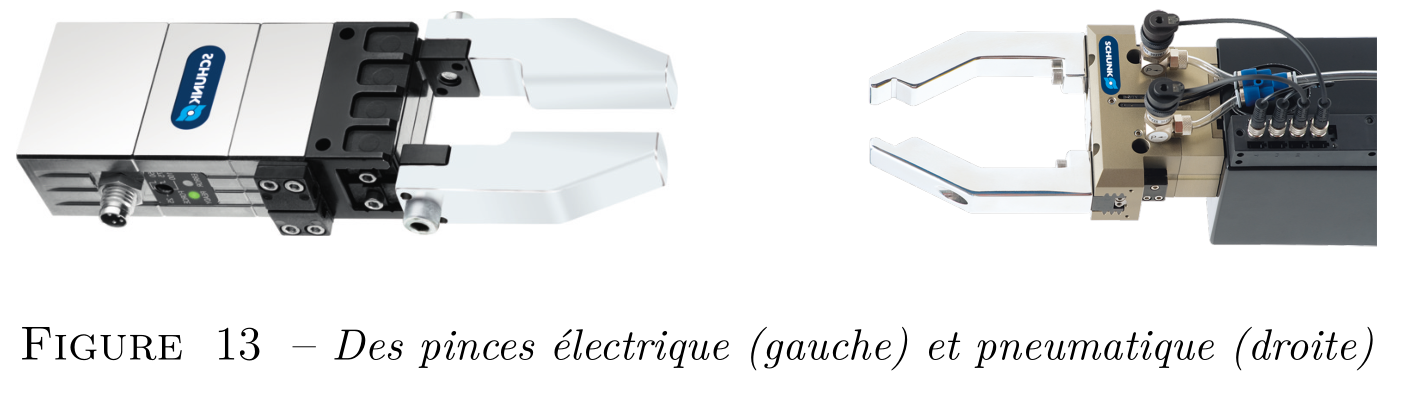 SCHUNK
SCHUNK
FIGURE 13 – Des pinces électrique (gauche) et pneumatique (droite)